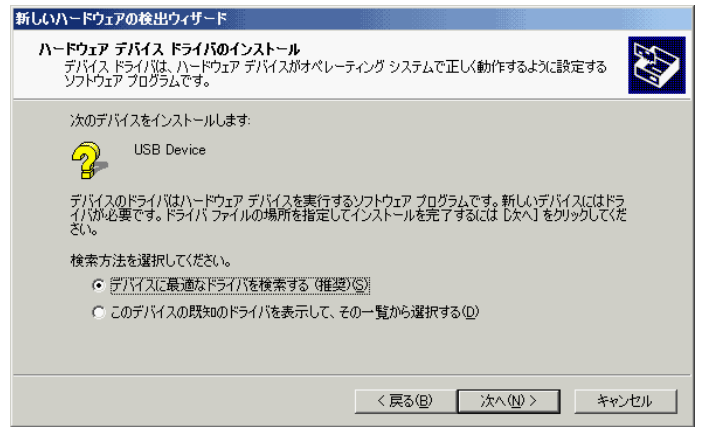 新しいハードウェアの検出ウィザード
ハードウェア デバイス ドライバのインストール
デバイス ドライバは、ハードウェア デバイスがオペレーティング システムで正しく動作するように設定する
ソフトウェア プログラムです。
次のデバイスをインストールします:
USB Device
デバイスのドライバはハードウェア デバイスを実行するソフトウェア プログラムです。新しいデバイスにはドラ
イバが必要です。ドライバ ファイルの場所を指定してインストールを完了するには [次へ] をクリックしてくだ
さい。
検索方法を選択してください。
デバイスに最適なドライバを検索する (推奨)(S)
このデバイスの既知のドライバを表示して、その一覧から選択する(D)
< 戻る(B)
次へ(N) >
キャンセル